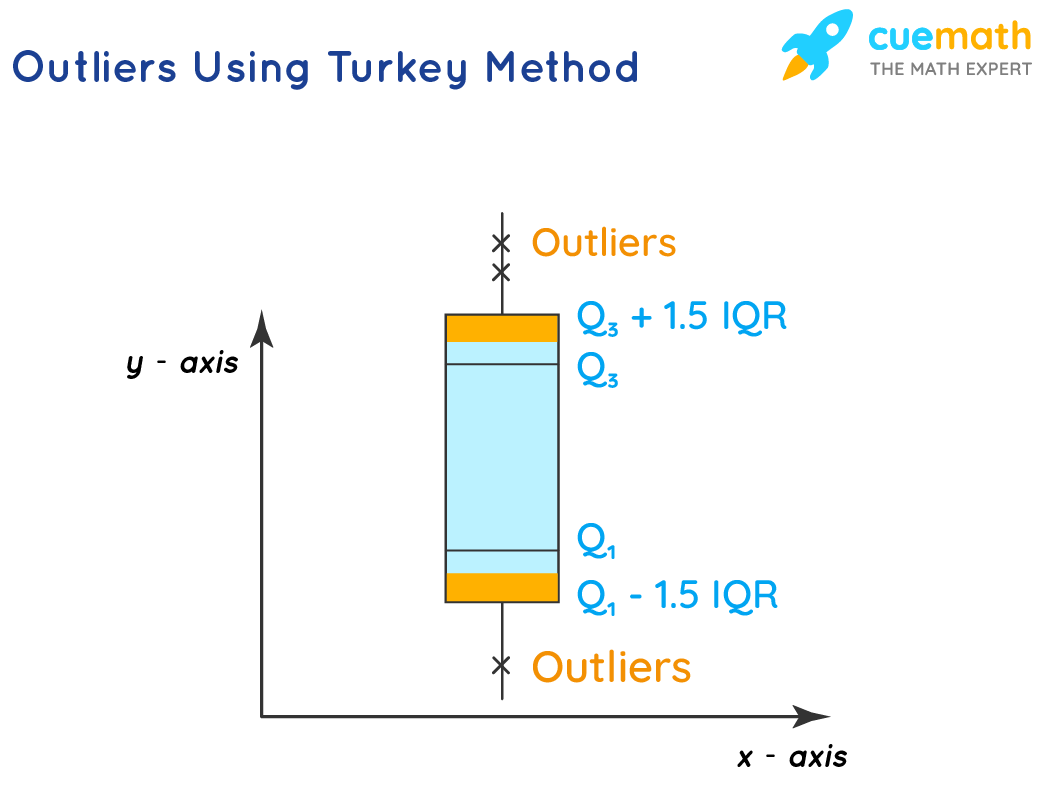 Outliers Using Turkey Method
cuemath
THE MATH EXPERT
Outliers
Q₃ + 1.5 IQR
y - axis
Q₃
Q₁
Q₁ - 1.5 IQR
Outliers
x - axis